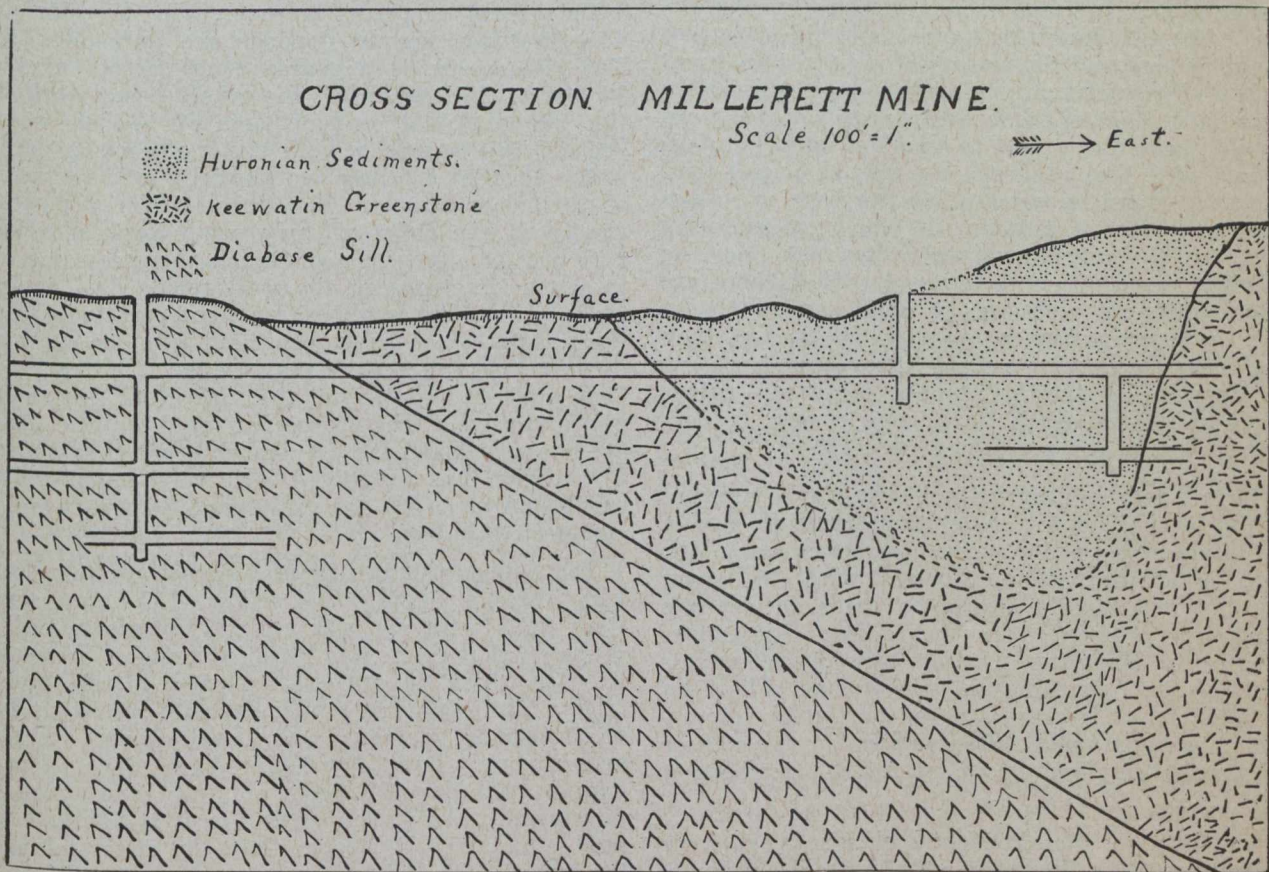 CROSS SECTION MILLERETT MINE.
Scale 100'=1".
East.
Huronian Sediments.
Keewatin Greenstone
Diabase Sill.
Surface.